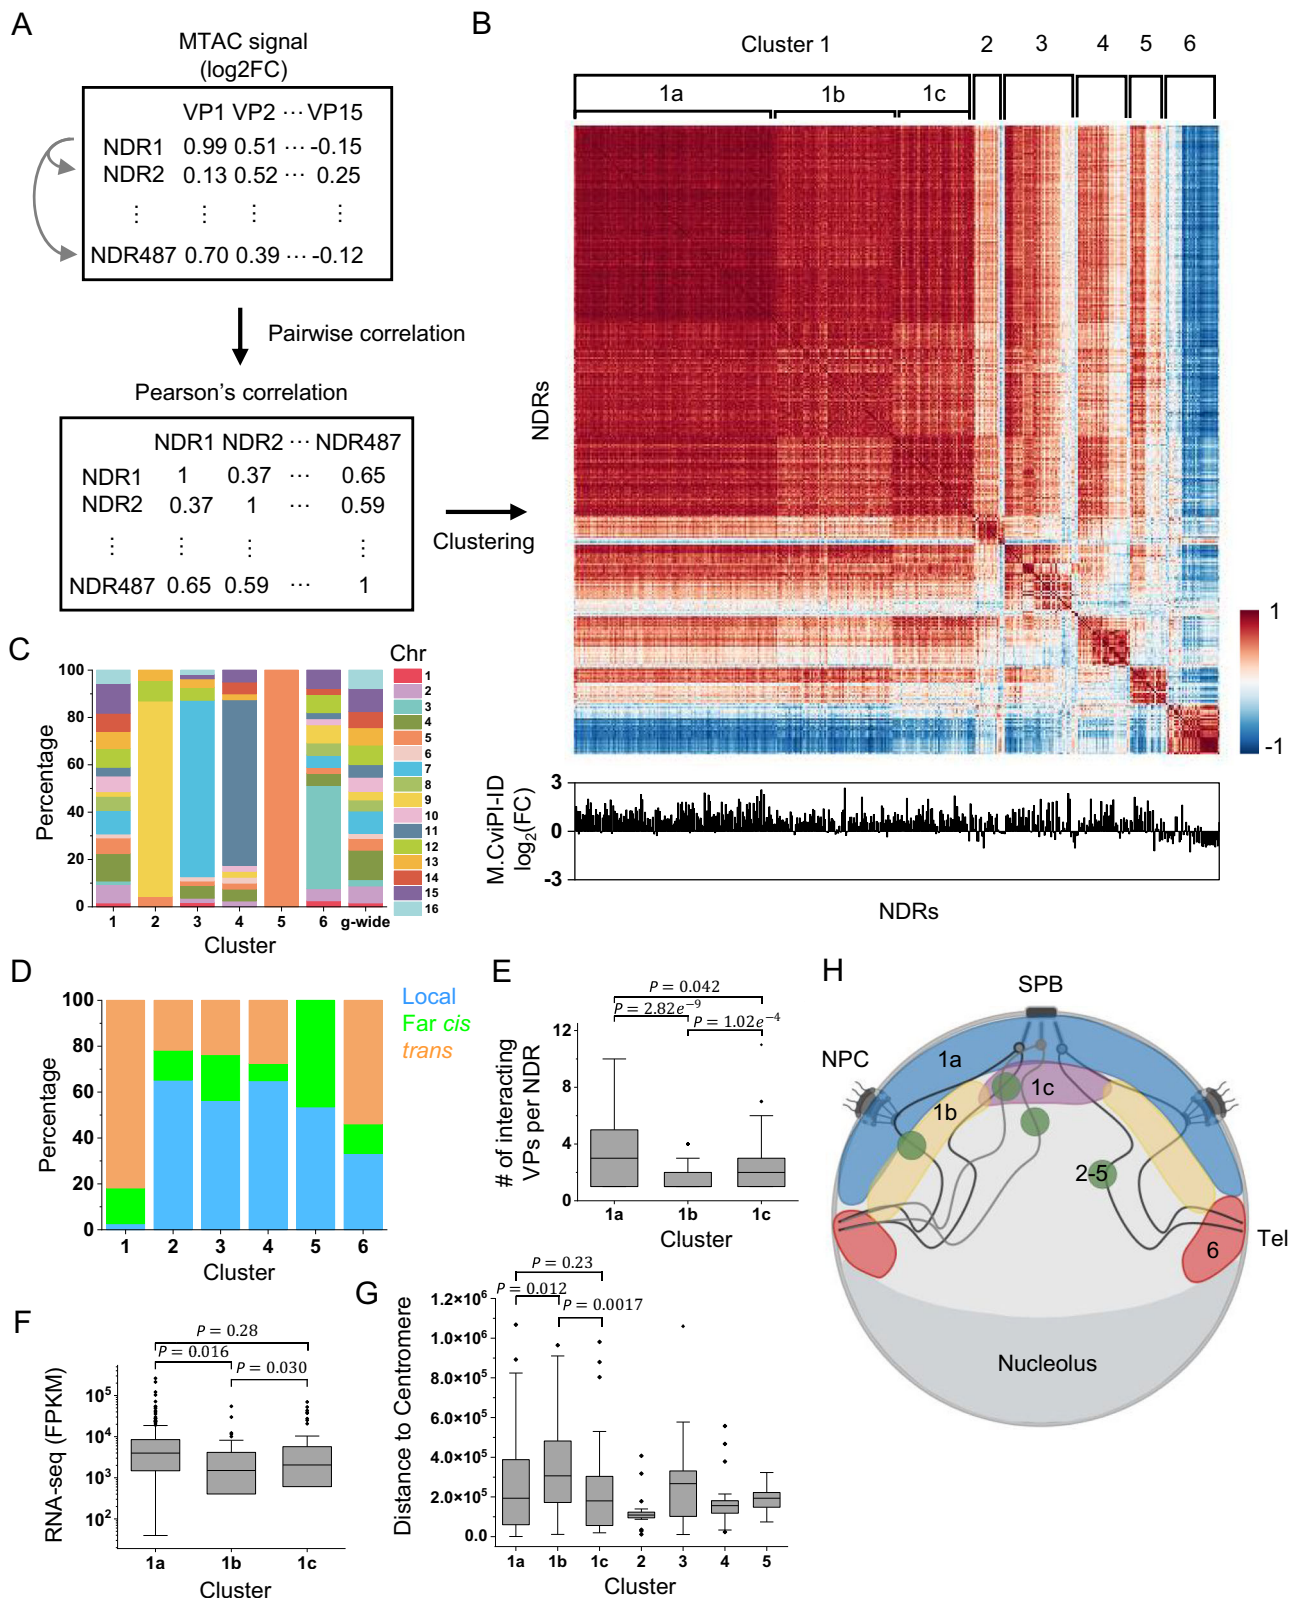 A
MTAC signal
(log2FC)
VP1 VP2 ··· VP15
NDR1 0.99 0.51 ··· -0.15
NDR2 0.13 0.52 ··· 0.25
⋮ ⋮ ⋮ ⋮
NDR487 0.70 0.39 ··· -0.12
Pairwise correlation
Pearson's correlation
NDR1 NDR2 ··· NDR487
NDR1 1 0.37 ··· 0.65
NDR2 0.37 1 ··· 0.59
⋮ ⋮ ⋮ ⋮
NDR487 0.65 0.59 ··· 1
Clustering
B
Cluster 1 2 3 4 5 6
1a 1b 1c
NDRs
1
-1
M.CviPI-ID
log2(FC)
3
0
-3
NDRs
C
Percentage
100
80
60
40
20
0
1 2 3 4 5 6 g-wide
Cluster
Chr
1
2
3
4
5
6
7
8
9
10
11
12
13
14
15
16
D
Percentage
100
80
60
40
20
0
1 2 3 4 5 6
Cluster
Local
Far cis
trans
E
# of interacting
VPs per NDR
12
8
4
0
P = 0.042
P = 2.82e⁻⁹
P = 1.02e⁻⁴
1a 1b 1c
Cluster
F
RNA-seq (FPKM)
10⁵
10⁴
10³
10²
P = 0.28
P = 0.016
P = 0.030
1a 1b 1c
Cluster
G
Distance to Centromere
1.2×10⁶
1.0×10⁶
8.0×10⁵
6.0×10⁵
4.0×10⁵
2.0×10⁵
0.0
P = 0.23
P = 0.012
P = 0.0017
1a 1b 1c 2 3 4 5
Cluster
H
SPB
NPC
1a
1c
1b
2-5
6
Tel
Nucleolus